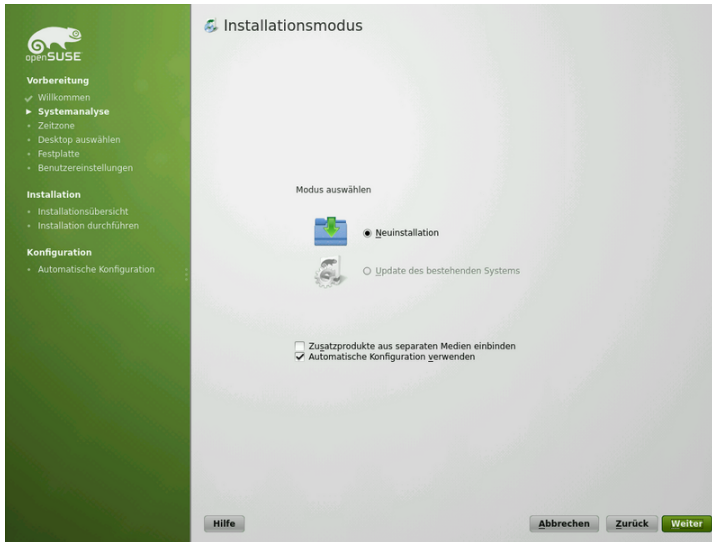 openSUSE
Vorbereitung
Willkommen
Systemanalyse
Zeitzone
Desktop auswählen
Festplatte
Benutzereinstellungen
Installation
Installationsübersicht
Installation durchführen
Konfiguration
Automatische Konfiguration
Installationsmodus
Modus auswählen
Neuinstallation
Update des bestehenden Systems
Zusatzprodukte aus separaten Medien einbinden
Automatische Konfiguration verwenden
Hilfe
Abbrechen
Zurück
Weiter